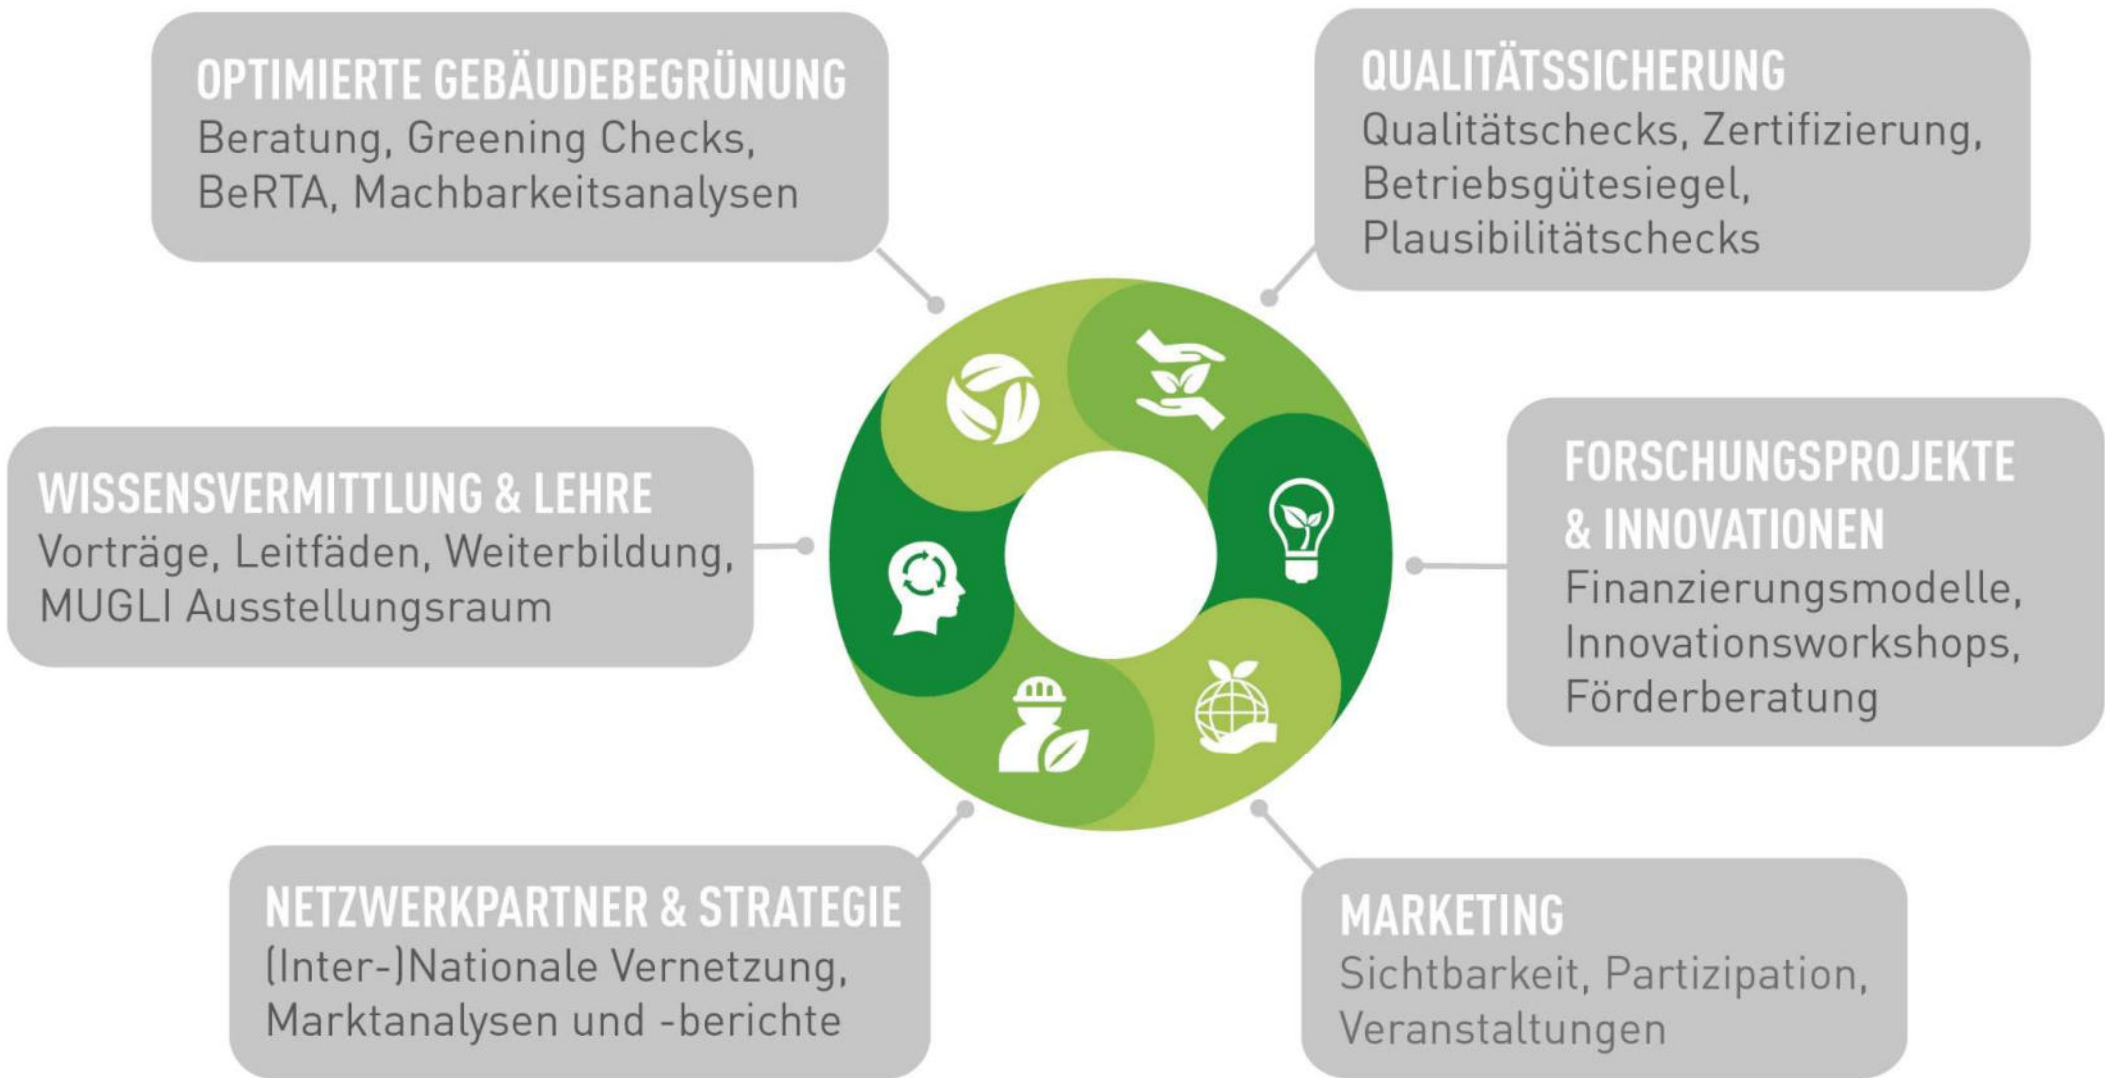 OPTIMIERTE GEBÄUDEBEGRÜNUNG
Beratung, Greening Checks,
BeRTA, Machbarkeitsanalysen
QUALITÄTSSICHERUNG
Qualitätschecks, Zertifizierung,
Betriebsgütesiegel,
Plausibilitätschecks
WISSENSVERMITTLUNG & LEHRE
Vorträge, Leitfäden, Weiterbildung,
MUGLI Ausstellungsraum
FORSCHUNGSPROJEKTE
& INNOVATIONEN
Finanzierungsmodelle,
Innovationsworkshops,
Förderberatung
NETZWERKPARTNER & STRATEGIE
(Inter-)Nationale Vernetzung,
Marktanalysen und -berichte
MARKETING
Sichtbarkeit, Partizipation,
Veranstaltungen